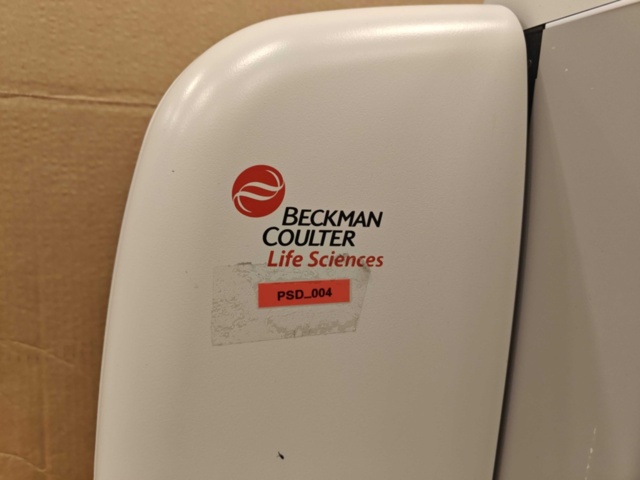 BECKMAN
COULTER
Life Sciences
PSD_004